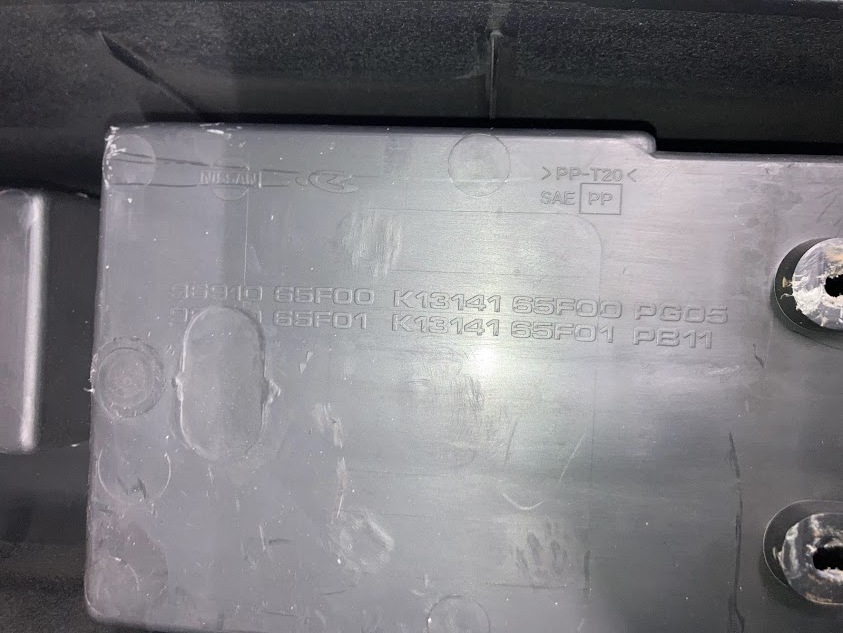 NISSAN
>PP-T20<
SAE PP
96910 65F00 K13141 65F00 PG05
65F01 K13141 65F01 PB11